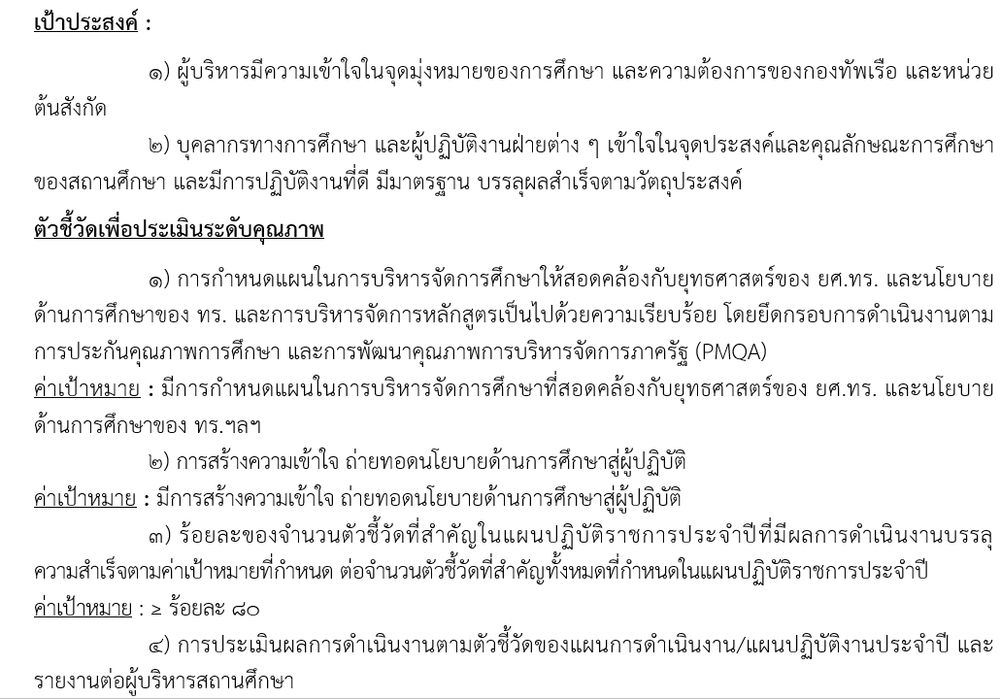 เป้าประสงค์ :
๑) ผู้บริหารมีความเข้าใจในจุดมุ่งหมายของการศึกษา และความต้องการของกองทัพเรือ และหน่วย
ต้นสังกัด
๒) บุคลากรทางการศึกษา และผู้ปฏิบัติงานฝ่ายต่าง ๆ เข้าใจในจุดประสงค์และคุณลักษณะการศึกษา
ของสถานศึกษา และมีการปฏิบัติงานที่ดี มีมาตรฐาน บรรลุผลสำเร็จตามวัตถุประสงค์
ตัวชี้วัดเพื่อประเมินระดับคุณภาพ
๑) การกำหนดแผนในการบริหารจัดการศึกษาให้สอดคล้องกับยุทธศาสตร์ของ ยศ.ทร. และนโยบาย
ด้านการศึกษาของ ทร. และการบริหารจัดการหลักสูตรเป็นไปด้วยความเรียบร้อย โดยยึดกรอบการดำเนินงานตาม
การประกันคุณภาพการศึกษา และการพัฒนาคุณภาพการบริหารจัดการภาครัฐ (PMQA)
ค่าเป้าหมาย : มีการกำหนดแผนในการบริหารจัดการศึกษาที่สอดคล้องกับยุทธศาสตร์ของ ยศ.ทร. และนโยบาย
ด้านการศึกษาของ ทร.ฯลฯ
๒) การสร้างความเข้าใจ ถ่ายทอดนโยบายด้านการศึกษาสู่ผู้ปฏิบัติ
ค่าเป้าหมาย : มีการสร้างความเข้าใจ ถ่ายทอดนโยบายด้านการศึกษาสู่ผู้ปฏิบัติ
๓) ร้อยละของจำนวนตัวชี้วัดที่สำคัญในแผนปฏิบัติราชการประจำปีที่มีผลการดำเนินงานบรรลุ
ความสำเร็จตามค่าเป้าหมายที่กำหนด ต่อจำนวนตัวชี้วัดที่สำคัญทั้งหมดที่กำหนดในแผนปฏิบัติราชการประจำปี
ค่าเป้าหมาย : ≥ ร้อยละ ๘๐
๔) การประเมินผลการดำเนินงานตามตัวชี้วัดของแผนการดำเนินงาน/แผนปฏิบัติงานประจำปี และ
รายงานต่อผู้บริหารสถานศึกษา